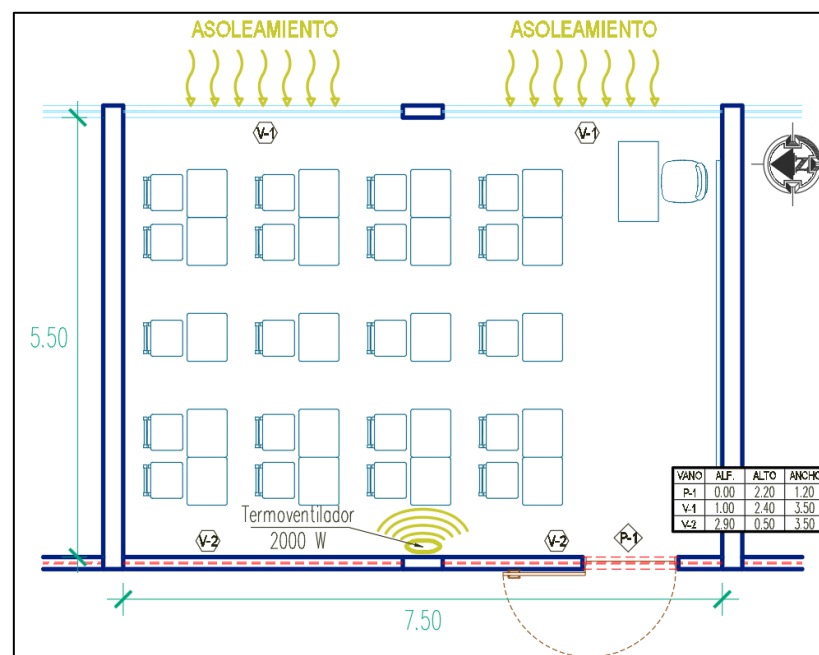 ASOLEAMIENTO
ASOLEAMIENTO
V-1
V-1
N
5.50
VANO ALF. ALTO ANCHO
P-1 0.00 2.20 1.20
V-1 1.00 2.40 3.50
V-2 2.90 0.50 3.50
Termoventilador
2000 W
V-2
V-2
P-1
7.50